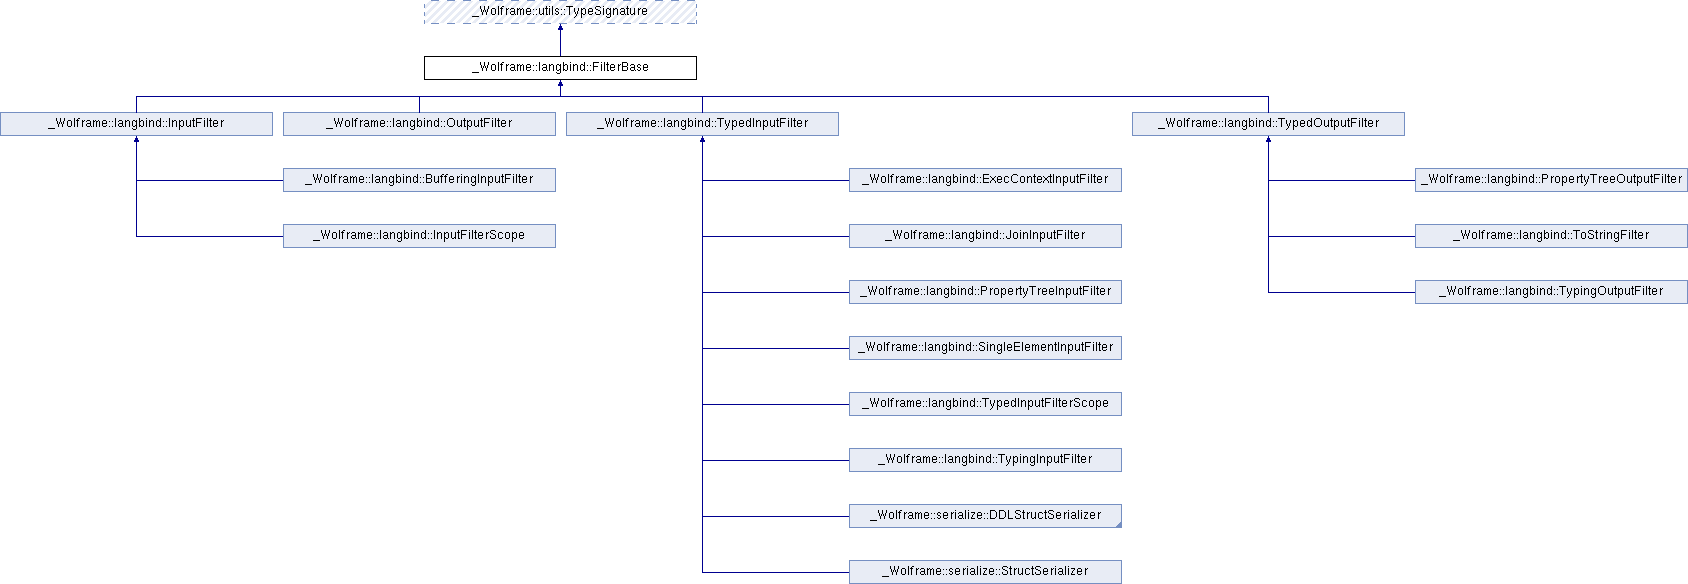 _Wolframe::utils::TypeSignature
_Wolframe::langbind::FilterBase
_Wolframe::langbind::InputFilter
_Wolframe::langbind::OutputFilter
_Wolframe::langbind::TypedInputFilter
_Wolframe::langbind::TypedOutputFilter
_Wolframe::langbind::BufferingInputFilter
_Wolframe::langbind::ExecContextInputFilter
_Wolframe::langbind::PropertyTreeOutputFilter
_Wolframe::langbind::InputFilterScope
_Wolframe::langbind::JoinInputFilter
_Wolframe::langbind::ToStringFilter
_Wolframe::langbind::PropertyTreeInputFilter
_Wolframe::langbind::TypingOutputFilter
_Wolframe::langbind::SingleElementInputFilter
_Wolframe::langbind::TypedInputFilterScope
_Wolframe::langbind::TypingInputFilter
_Wolframe::serialize::DDLStructSerializer
_Wolframe::serialize::StructSerializer